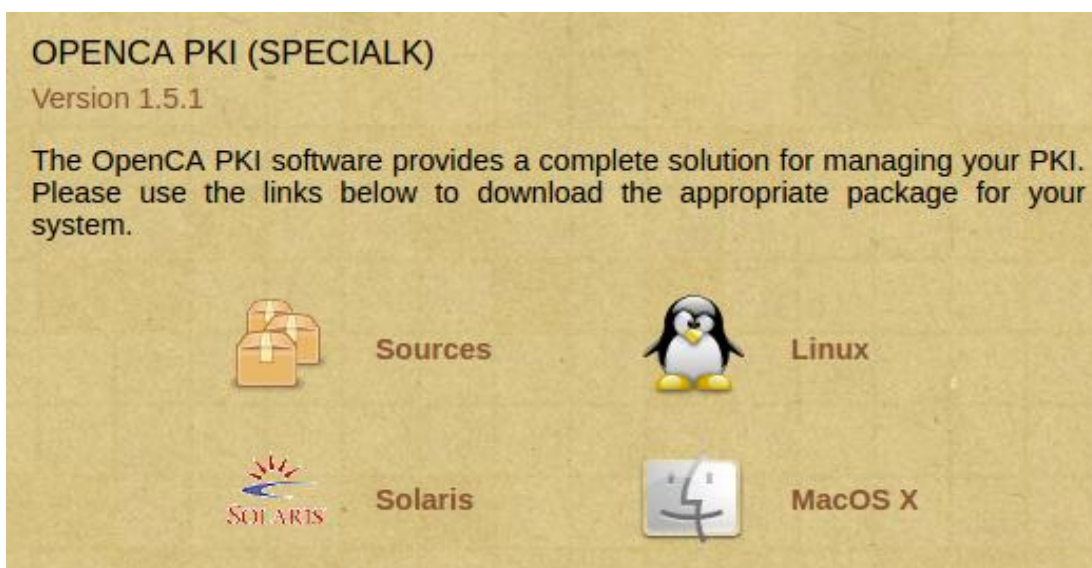 OPENCA PKI (SPECIALK)
Version 1.5.1
The OpenCA PKI software provides a complete solution for managing your PKI.
Please use the links below to download the appropriate package for your
system.
Sources
Linux
SOLARIS
Solaris
MacOS X